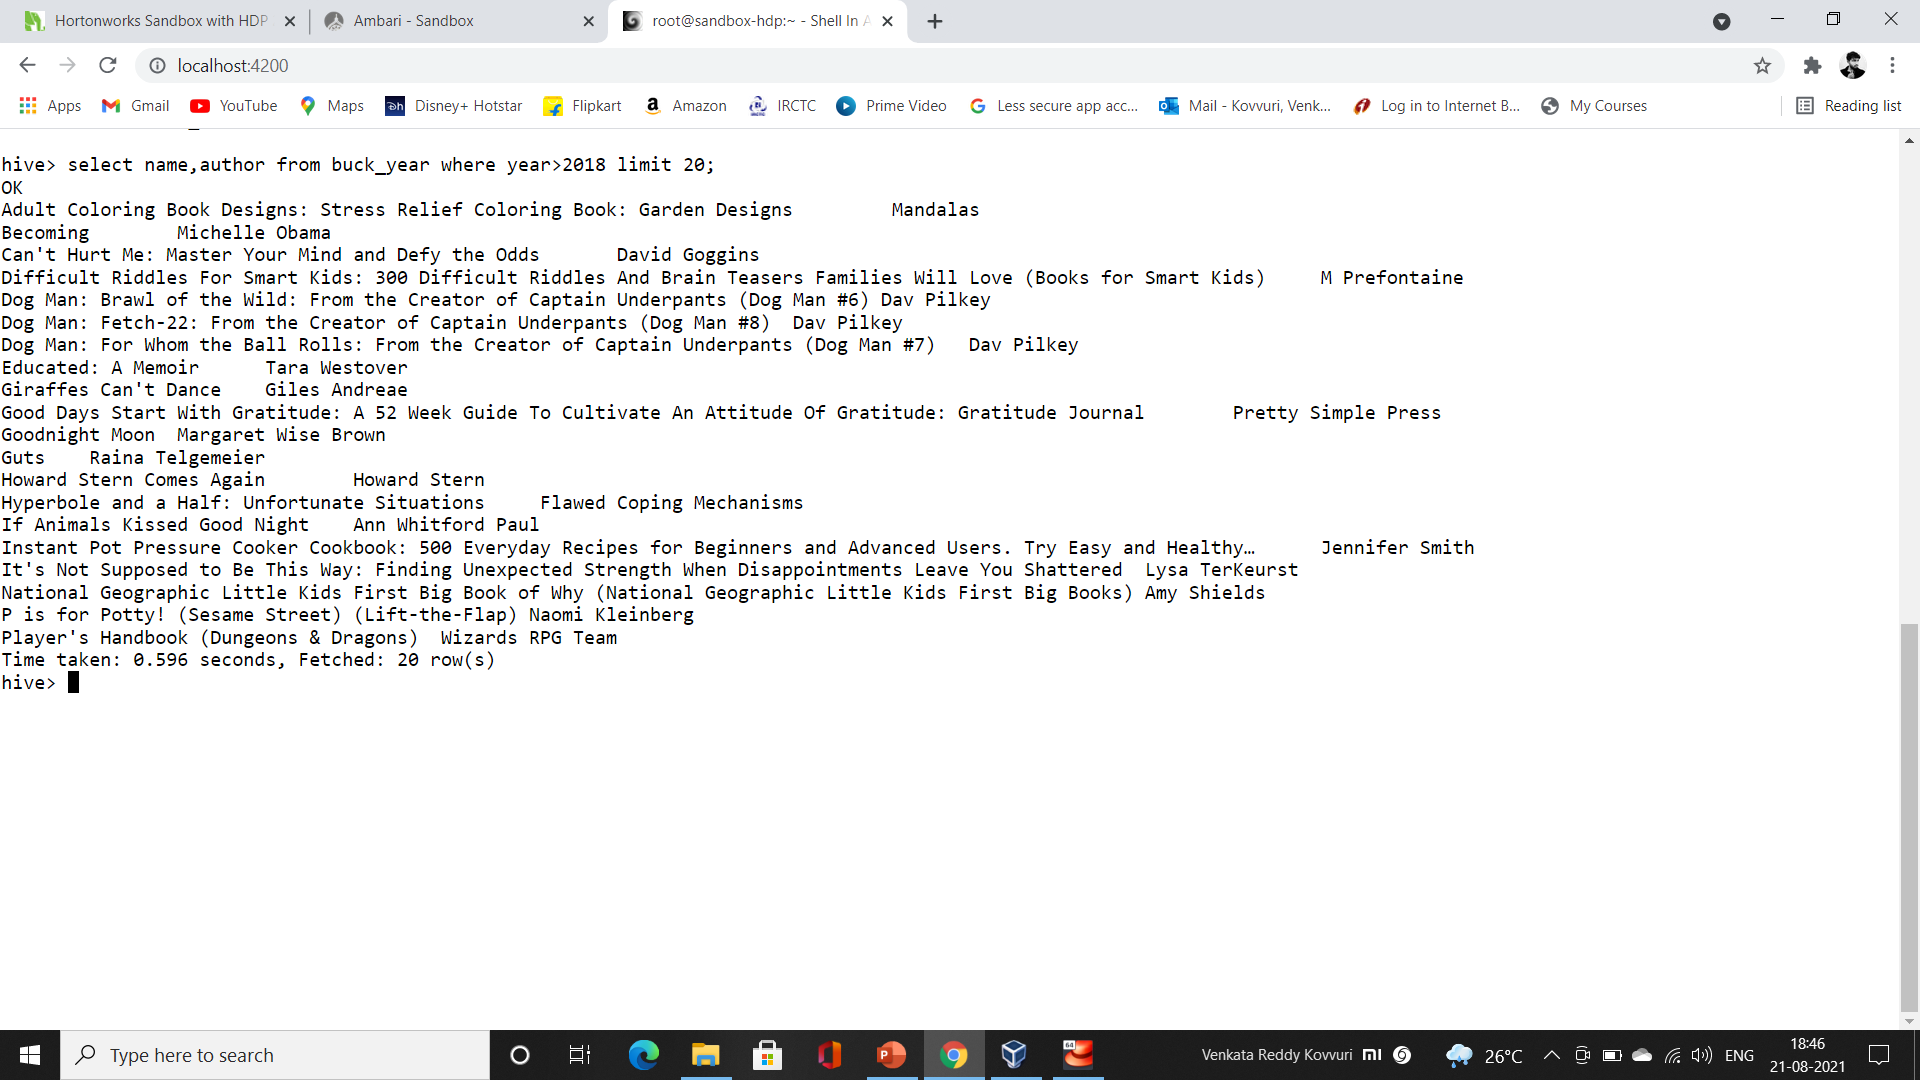 Hortonworks Sandbox with HDP
Ambari - Sandbox
root@sandbox-hdp:~ - Shell In A
localhost:4200
Apps
Gmail
YouTube
Maps
Disney+ Hotstar
Flipkart
Amazon
IRCTC
Prime Video
Less secure app acc...
Mail - Kovvuri, Venk...
Log in to Internet B...
My Courses
Reading list
hive> select name,author from buck_year where year>2018 limit 20;
OK
Adult Coloring Book Designs: Stress Relief Coloring Book: Garden Designs Mandalas
Becoming Michelle Obama
Can't Hurt Me: Master Your Mind and Defy the Odds David Goggins
Difficult Riddles For Smart Kids: 300 Difficult Riddles And Brain Teasers Families Will Love (Books for Smart Kids) M Prefontaine
Dog Man: Brawl of the Wild: From the Creator of Captain Underpants (Dog Man #6) Dav Pilkey
Dog Man: Fetch-22: From the Creator of Captain Underpants (Dog Man #8) Dav Pilkey
Dog Man: For Whom the Ball Rolls: From the Creator of Captain Underpants (Dog Man #7) Dav Pilkey
Educated: A Memoir Tara Westover
Giraffes Can't Dance Giles Andreae
Good Days Start With Gratitude: A 52 Week Guide To Cultivate An Attitude Of Gratitude: Gratitude Journal Pretty Simple Press
Goodnight Moon Margaret Wise Brown
Guts Raina Telgemeier
Howard Stern Comes Again Howard Stern
Hyperbole and a Half: Unfortunate Situations Flawed Coping Mechanisms
If Animals Kissed Good Night Ann Whitford Paul
Instant Pot Pressure Cooker Cookbook: 500 Everyday Recipes for Beginners and Advanced Users. Try Easy and Healthy… Jennifer Smith
It's Not Supposed to Be This Way: Finding Unexpected Strength When Disappointments Leave You Shattered Lysa TerKeurst
National Geographic Little Kids First Big Book of Why (National Geographic Little Kids First Big Books) Amy Shields
P is for Potty! (Sesame Street) (Lift-the-Flap) Naomi Kleinberg
Player's Handbook (Dungeons & Dragons) Wizards RPG Team
Time taken: 0.596 seconds, Fetched: 20 row(s)
hive>
Type here to search
Venkata Reddy Kovvuri
26°C
ENG
18:46
21-08-2021